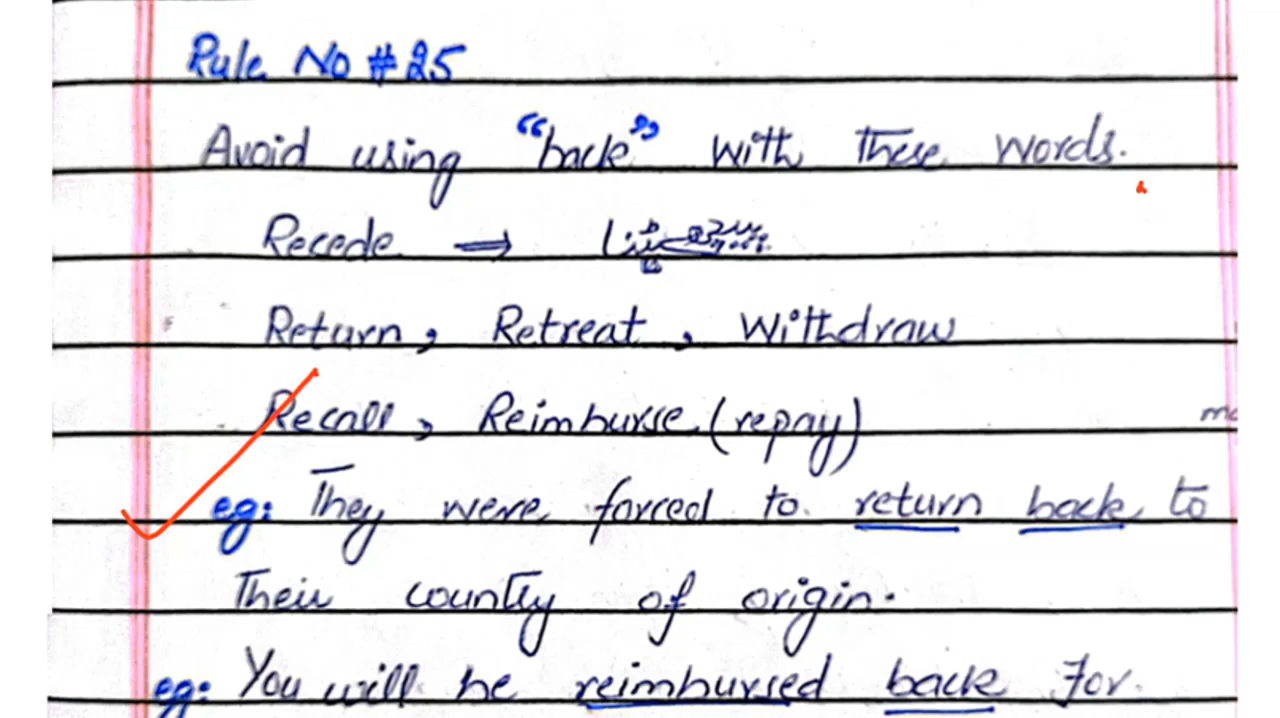 Rule No # 25
Avoid using "back" with these words.
Recede ⇒
Return, Retreat, Withdraw
Recall, Reimburse (repay)
eg: They were forced to return back to
their country of origin.
eg: You will be reimbursed back for.